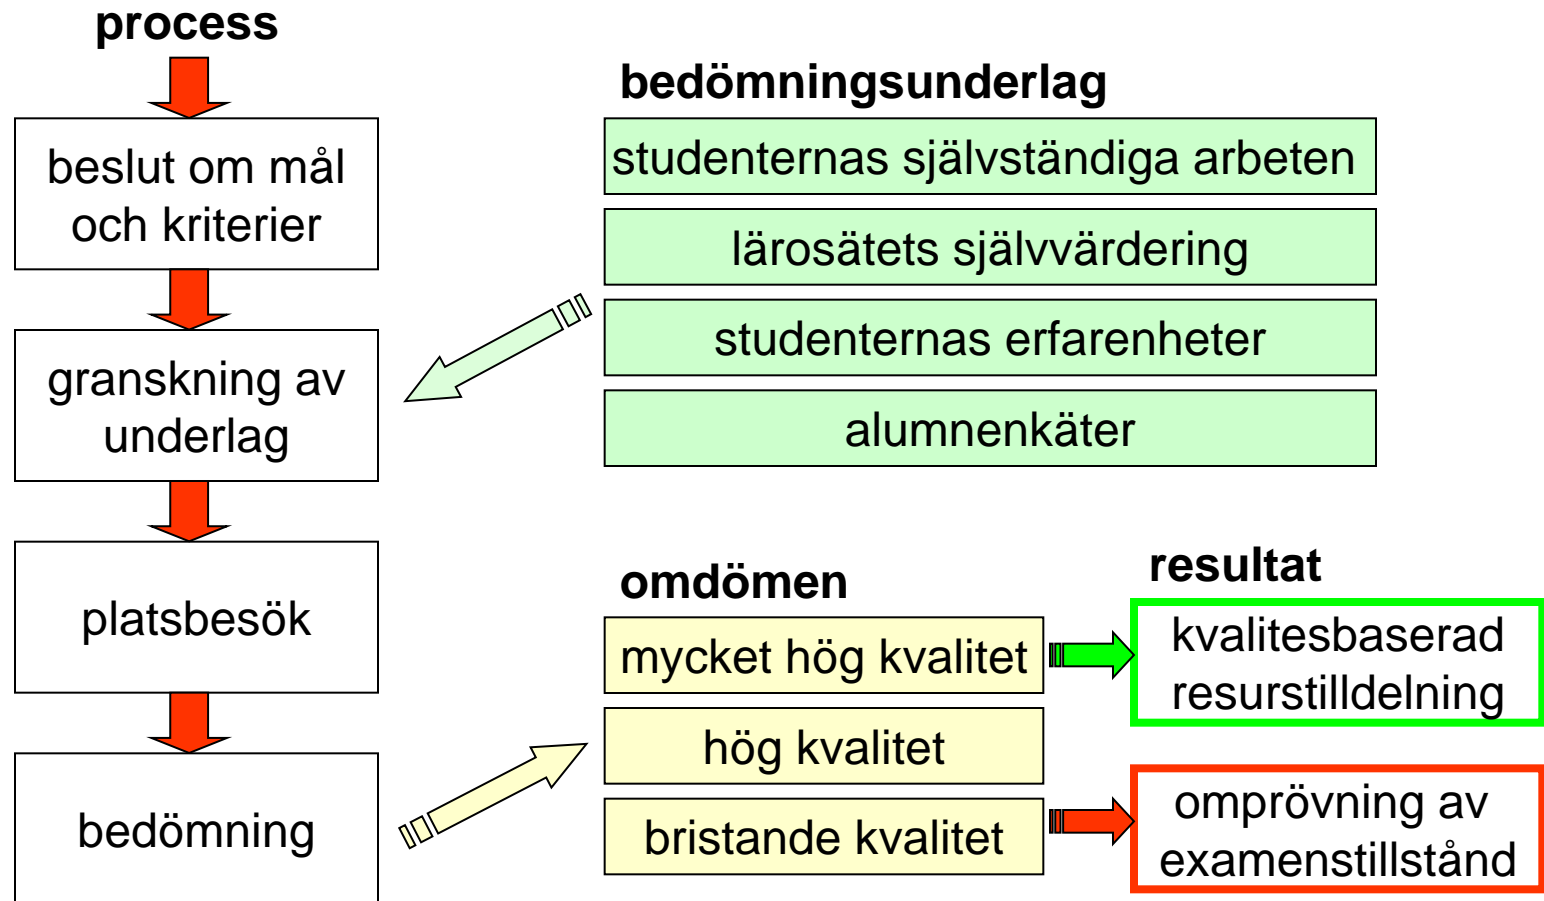 process
beslut om mål
och kriterier
granskning av
underlag
platsbesök
bedömning
bedömningsunderlag
studenternas självständiga arbeten
lärosätets självvärdering
studenternas erfarenheter
alumnenkäter
omdömen
mycket hög kvalitet
hög kvalitet
bristande kvalitet
resultat
kvalitesbaserad
resurstilldelning
omprövning av
examenstillstånd